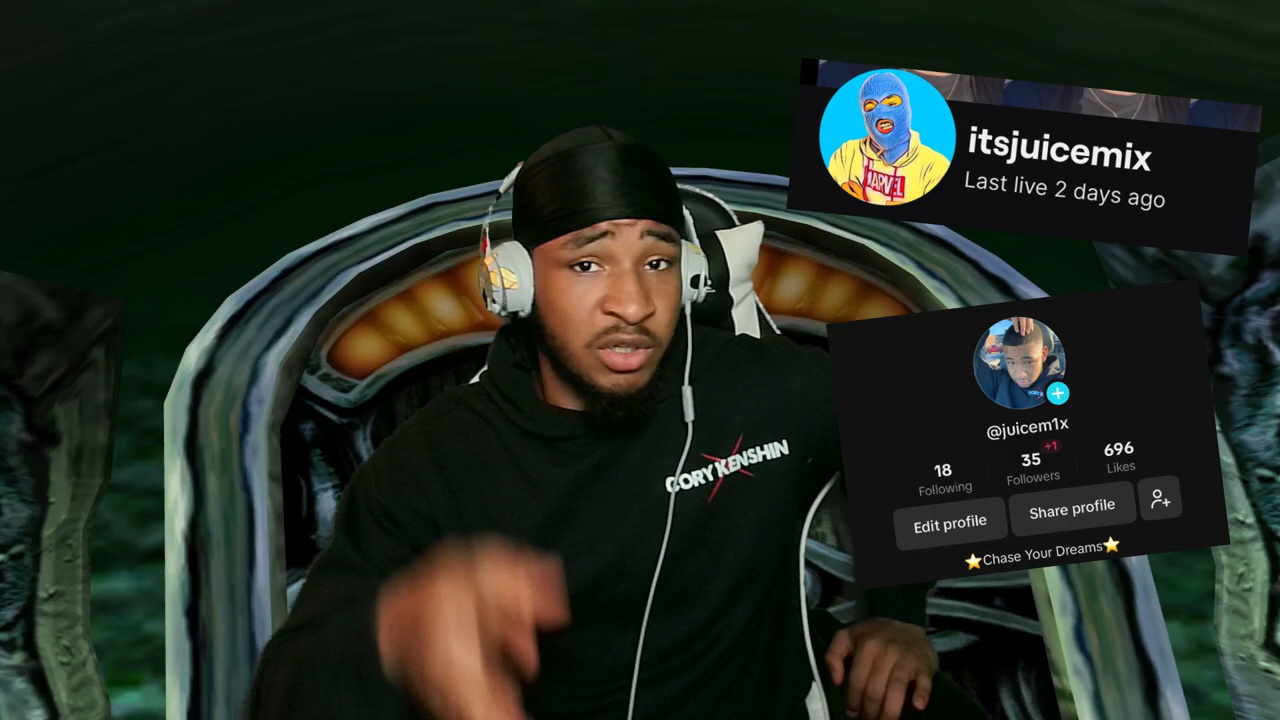 itsjuicemix
Last live 2 days ago
MARVEL
CORY KENSHIN
@juicem1x
18
Following
35 +1
Followers
696
Likes
Edit profile
Share profile
⭐Chase Your Dreams⭐